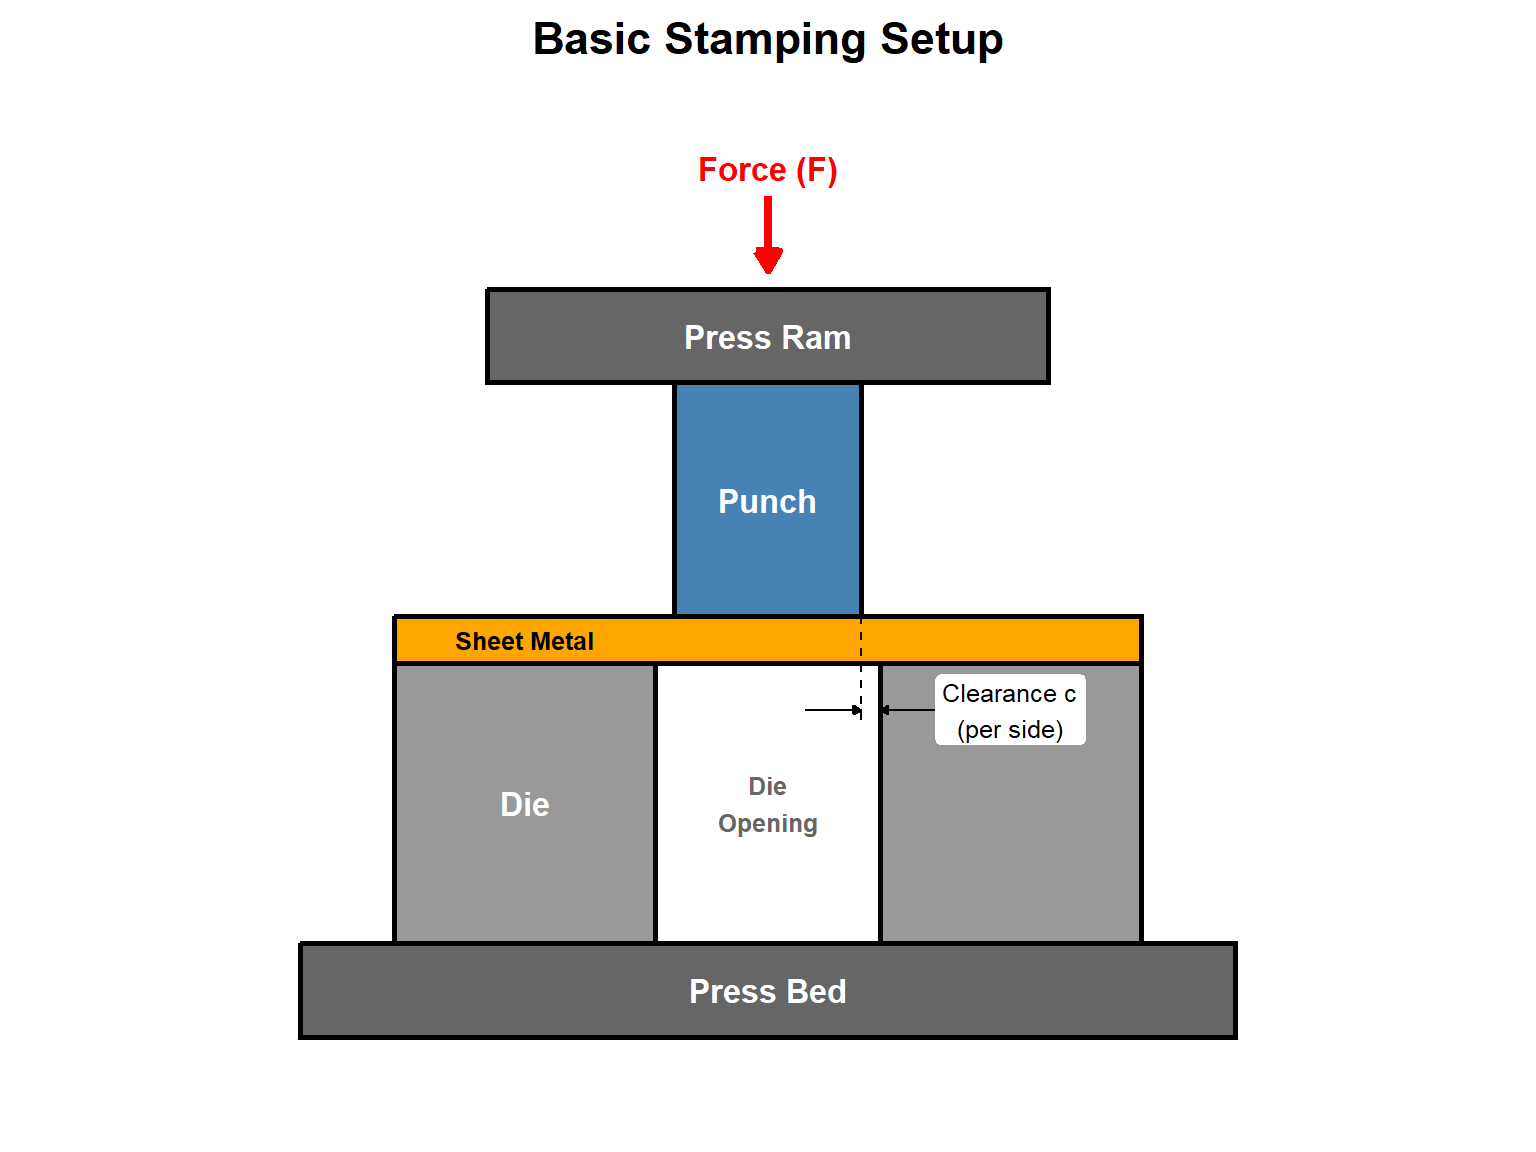 Basic Stamping Setup
Force (F)
Press Ram
Punch
Sheet Metal
Clearance c
(per side)
Die
Opening
Die
Press Bed